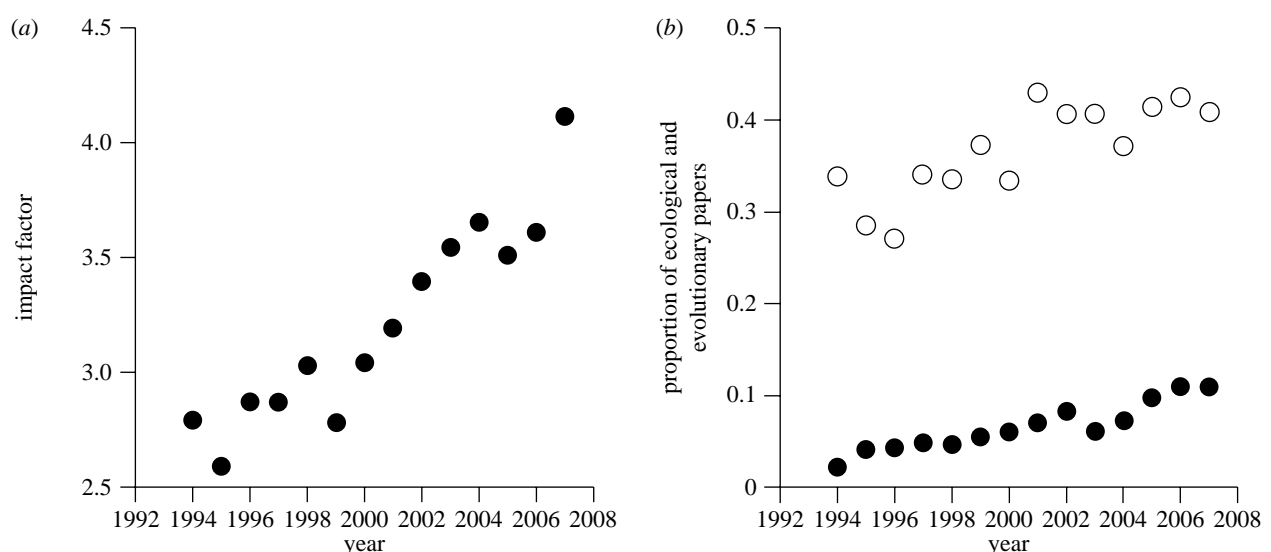 (a)
4.5
4.0
3.5
3.0
2.5
impact factor
1992 1994 1996 1998 2000 2002 2004 2006 2008
year
(b)
0.5
0.4
0.3
0.2
0.1
0
proportion of ecological and
evolutionary papers
1992 1994 1996 1998 2000 2002 2004 2006 2008
year